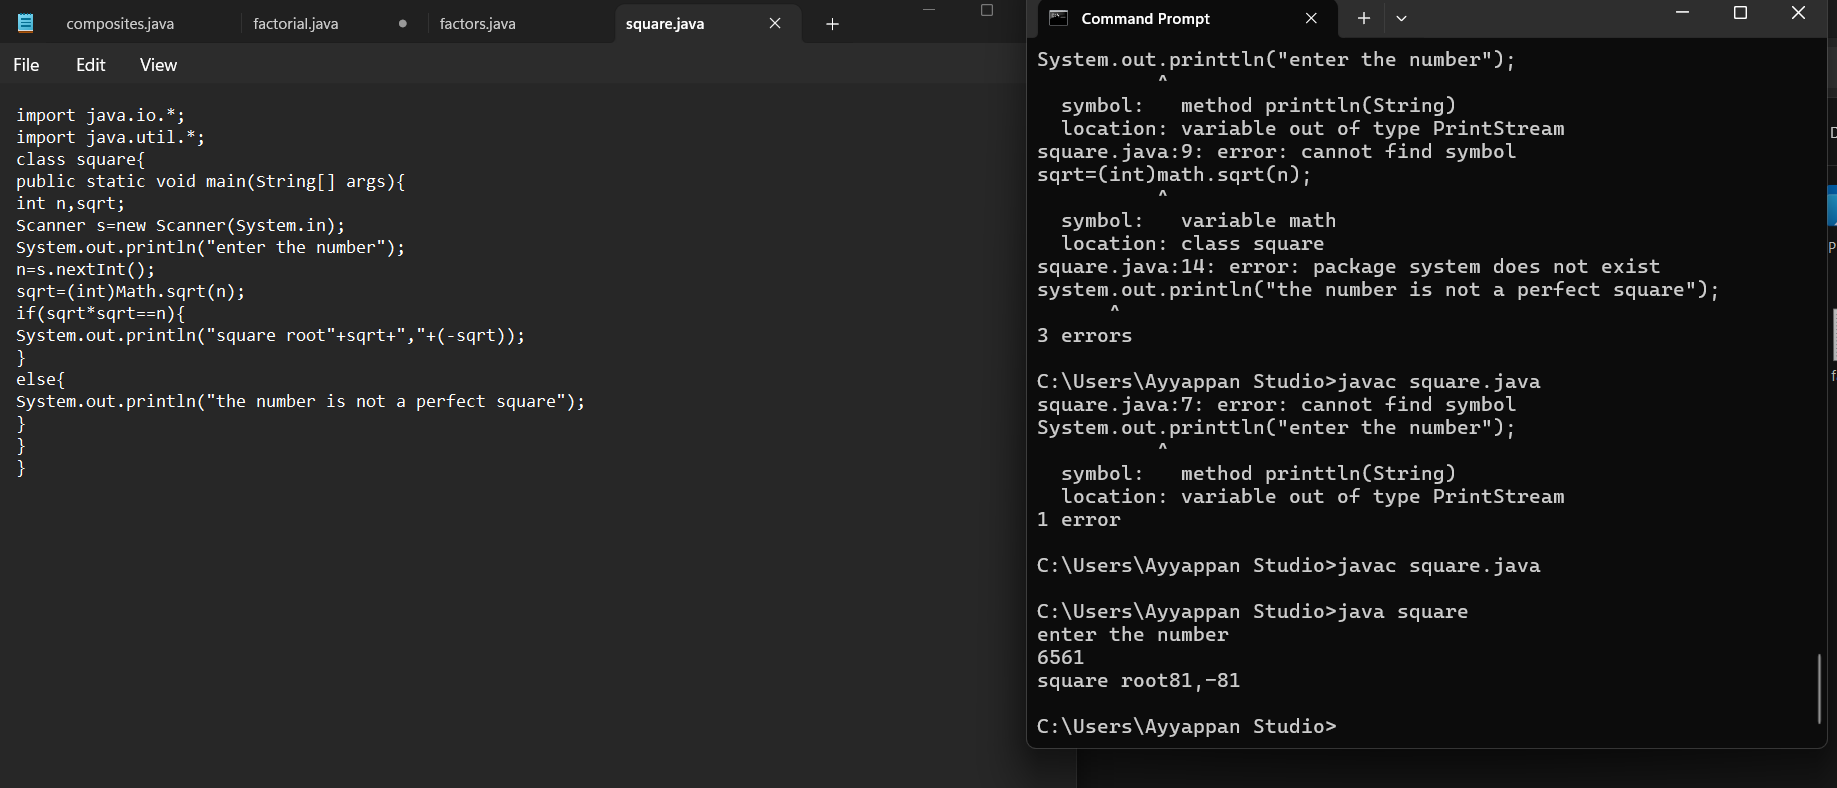 composites.java
factorial.java
factors.java
square.java
File Edit View
import java.io.*;
import java.util.*;
class square{
public static void main(String[] args){
int n,sqrt;
Scanner s=new Scanner(System.in);
System.out.println("enter the number");
n=s.nextInt();
sqrt=(int)Math.sqrt(n);
if(sqrt*sqrt==n){
System.out.println("square root"+sqrt+","+(-sqrt));
}
else{
System.out.println("the number is not a perfect square");
}
}
}
Command Prompt
System.out.printtln("enter the number");
^
symbol:   method printtln(String)
location: variable out of type PrintStream
square.java:9: error: cannot find symbol
sqrt=(int)math.sqrt(n);
^
symbol:   variable math
location: class square
square.java:14: error: package system does not exist
system.out.println("the number is not a perfect square");
^
3 errors
C:\Users\Ayyappan Studio>javac square.java
square.java:7: error: cannot find symbol
System.out.printtln("enter the number");
^
symbol:   method printtln(String)
location: variable out of type PrintStream
1 error
C:\Users\Ayyappan Studio>javac square.java
C:\Users\Ayyappan Studio>java square
enter the number
6561
square root81,-81
C:\Users\Ayyappan Studio>